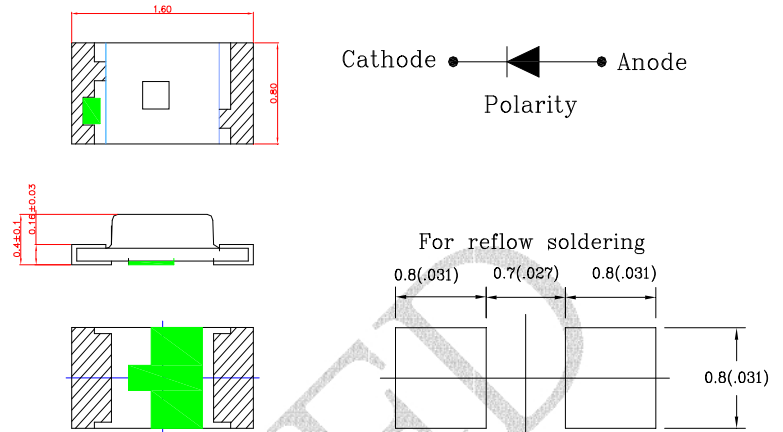 1.60
0.80
Cathode
Anode
Polarity
0.4±0.1
0.16±0.03
For reflow soldering
0.8(.031)
0.7(.027)
0.8(.031)
0.8(.031)